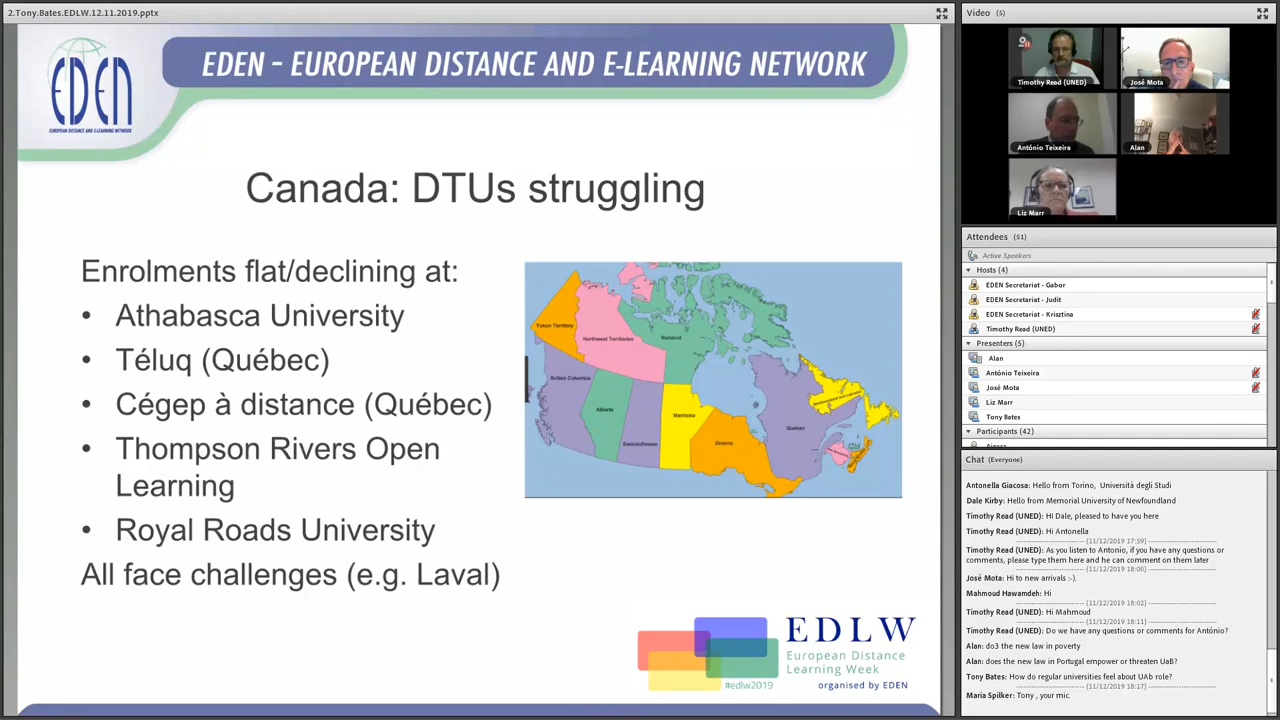 2.Tony.Bates.EDLW.12.11.2019.pptx
EDEN
EUROPEAN DISTANCE AND E-LEARNING NETWORK
EDEN – EUROPEAN DISTANCE AND E-LEARNING NETWORK
Canada: DTUs struggling
Enrolments flat/declining at:
• Athabasca University
• Téluq (Québec)
• Cégep à distance (Québec)
• Thompson Rivers Open
Learning
• Royal Roads University
All face challenges (e.g. Laval)
Yukon Territory
Northwest Territories
Nunavut
British Columbia
Alberta
Saskatchewan
Manitoba
Ontario
Quebec
EDLW
European Distance
Learning Week
#edlw2019
organised by EDEN
Video (5)
Timothy Read (UNED)
José Mota
António Teixeira
Alan
Liz Marr
Attendees (51)
Active Speakers
Hosts (4)
EDEN Secretariat - Gabor
EDEN Secretariat - Judit
EDEN Secretariat - Krisztina
Timothy Read (UNED)
Presenters (5)
Alan
António Teixeira
José Mota
Liz Marr
Tony Bates
Participants (42)
Chat (Everyone)
Antonella Giacosa: Hello from Torino, Università degli Studi
Dale Kirby: Hello from Memorial University of Newfoundland
Timothy Read (UNED): HI Dale, pleased to have you here
Timothy Read (UNED): Hi Antonella
(11/12/2019 17:59)
Timothy Read (UNED): As you listen to Antonio, if you have any questions or
comments, please type them here and he can comment on them later
(11/12/2019 18:00)
José Mota: Hi to new arrivals :-).
Mahmoud Hawamdeh: Hi
(11/12/2019 18:02)
Timothy Read (UNED): Hi Mahmoud
(11/12/2019 18:11)
Timothy Read (UNED): Do we have any questions or comments for António?
Alan: do3 the new law in poverty
Alan: does the new law in Portugal empower or threaten UaB?
Tony Bates: How do regular universities feel about UAb role?
(11/12/2019 18:17)
Maria Spilker: Tony , your mic.